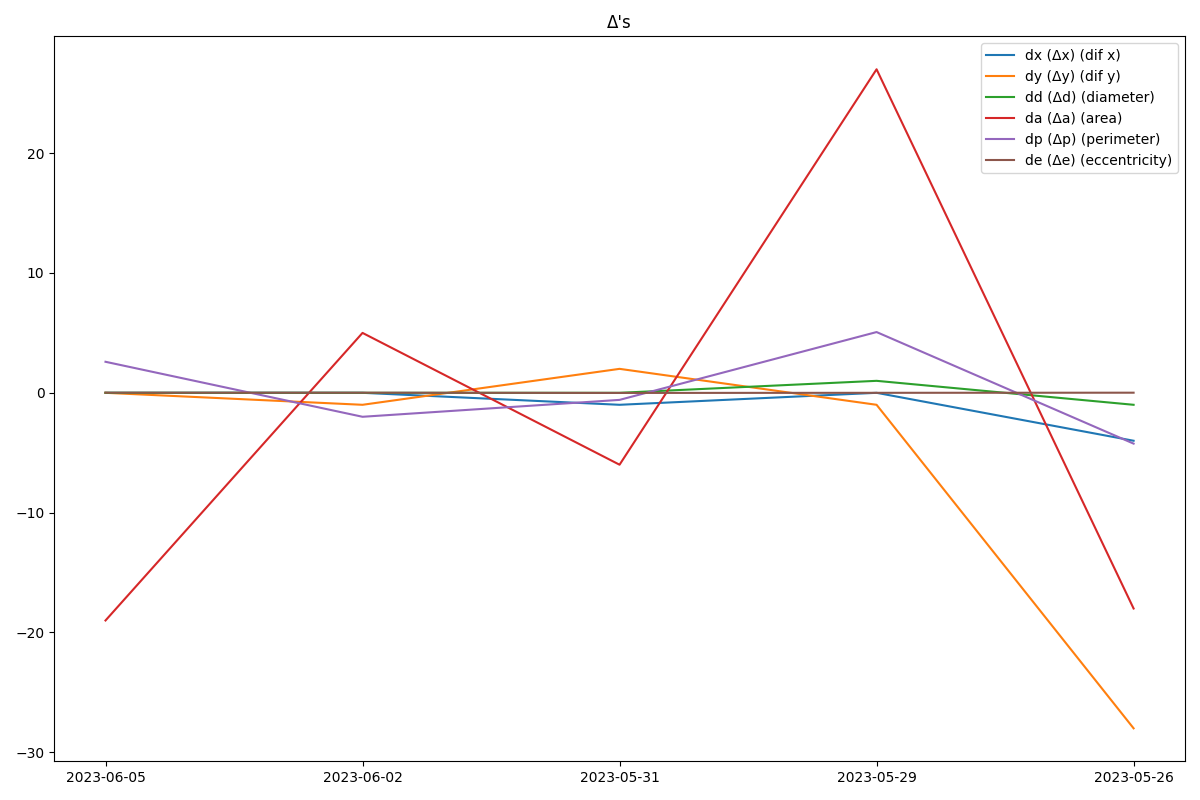 Δ's
dx (Δx) (dif x)
dy (Δy) (dif y)
dd (Δd) (diameter)
da (Δa) (area)
dp (Δp) (perimeter)
de (Δe) (eccentricity)
20
10
0
−10
−20
−30
2023-06-05 2023-06-02 2023-05-31 2023-05-29 2023-05-26